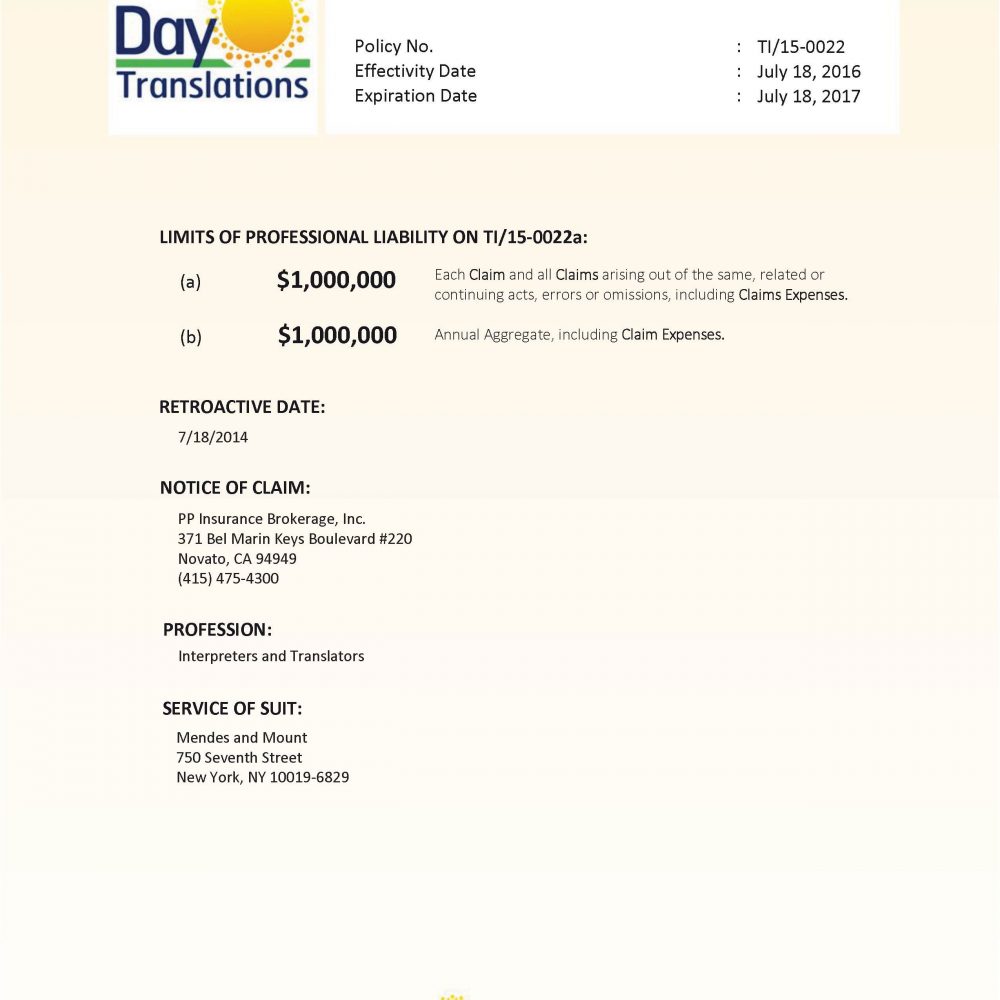 Day
Translations
Policy No. : TI/15-0022
Effectivity Date : July 18, 2016
Expiration Date : July 18, 2017
LIMITS OF PROFESSIONAL LIABILITY ON TI/15-0022a:
(a) $1,000,000 Each Claim and all Claims arising out of the same, related or
continuing acts, errors or omissions, including Claims Expenses.
(b) $1,000,000 Annual Aggregate, including Claim Expenses.
RETROACTIVE DATE:
7/18/2014
NOTICE OF CLAIM:
PP Insurance Brokerage, Inc.
371 Bel Marin Keys Boulevard #220
Novato, CA 94949
(415) 475-4300
PROFESSION:
Interpreters and Translators
SERVICE OF SUIT:
Mendes and Mount
750 Seventh Street
New York, NY 10019-6829